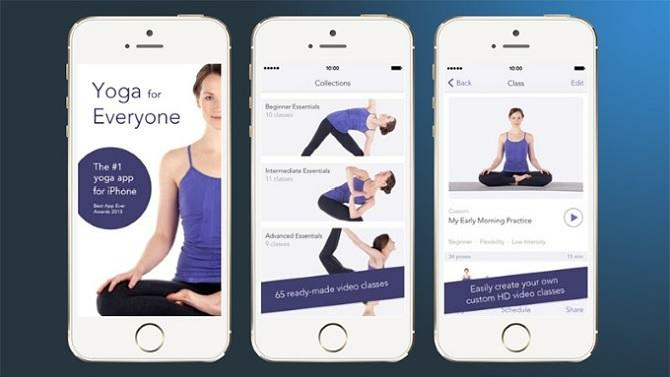 Yoga for
Everyone
The #1
yoga app
for iPhone
Best App Ever
Awards 2013
10:00
Collections
Beginner Essentials
10 classes
Intermediate Essentials
11 classes
Advanced Essentials
9 classes
65 ready-made video classes
10:00
Back
Class
Edit
Custom
My Early Morning Practice
Beginner · Flexibility · Low Intensity
34 poses
15 min
Easily create your own
custom HD video classes
Schedule
Share